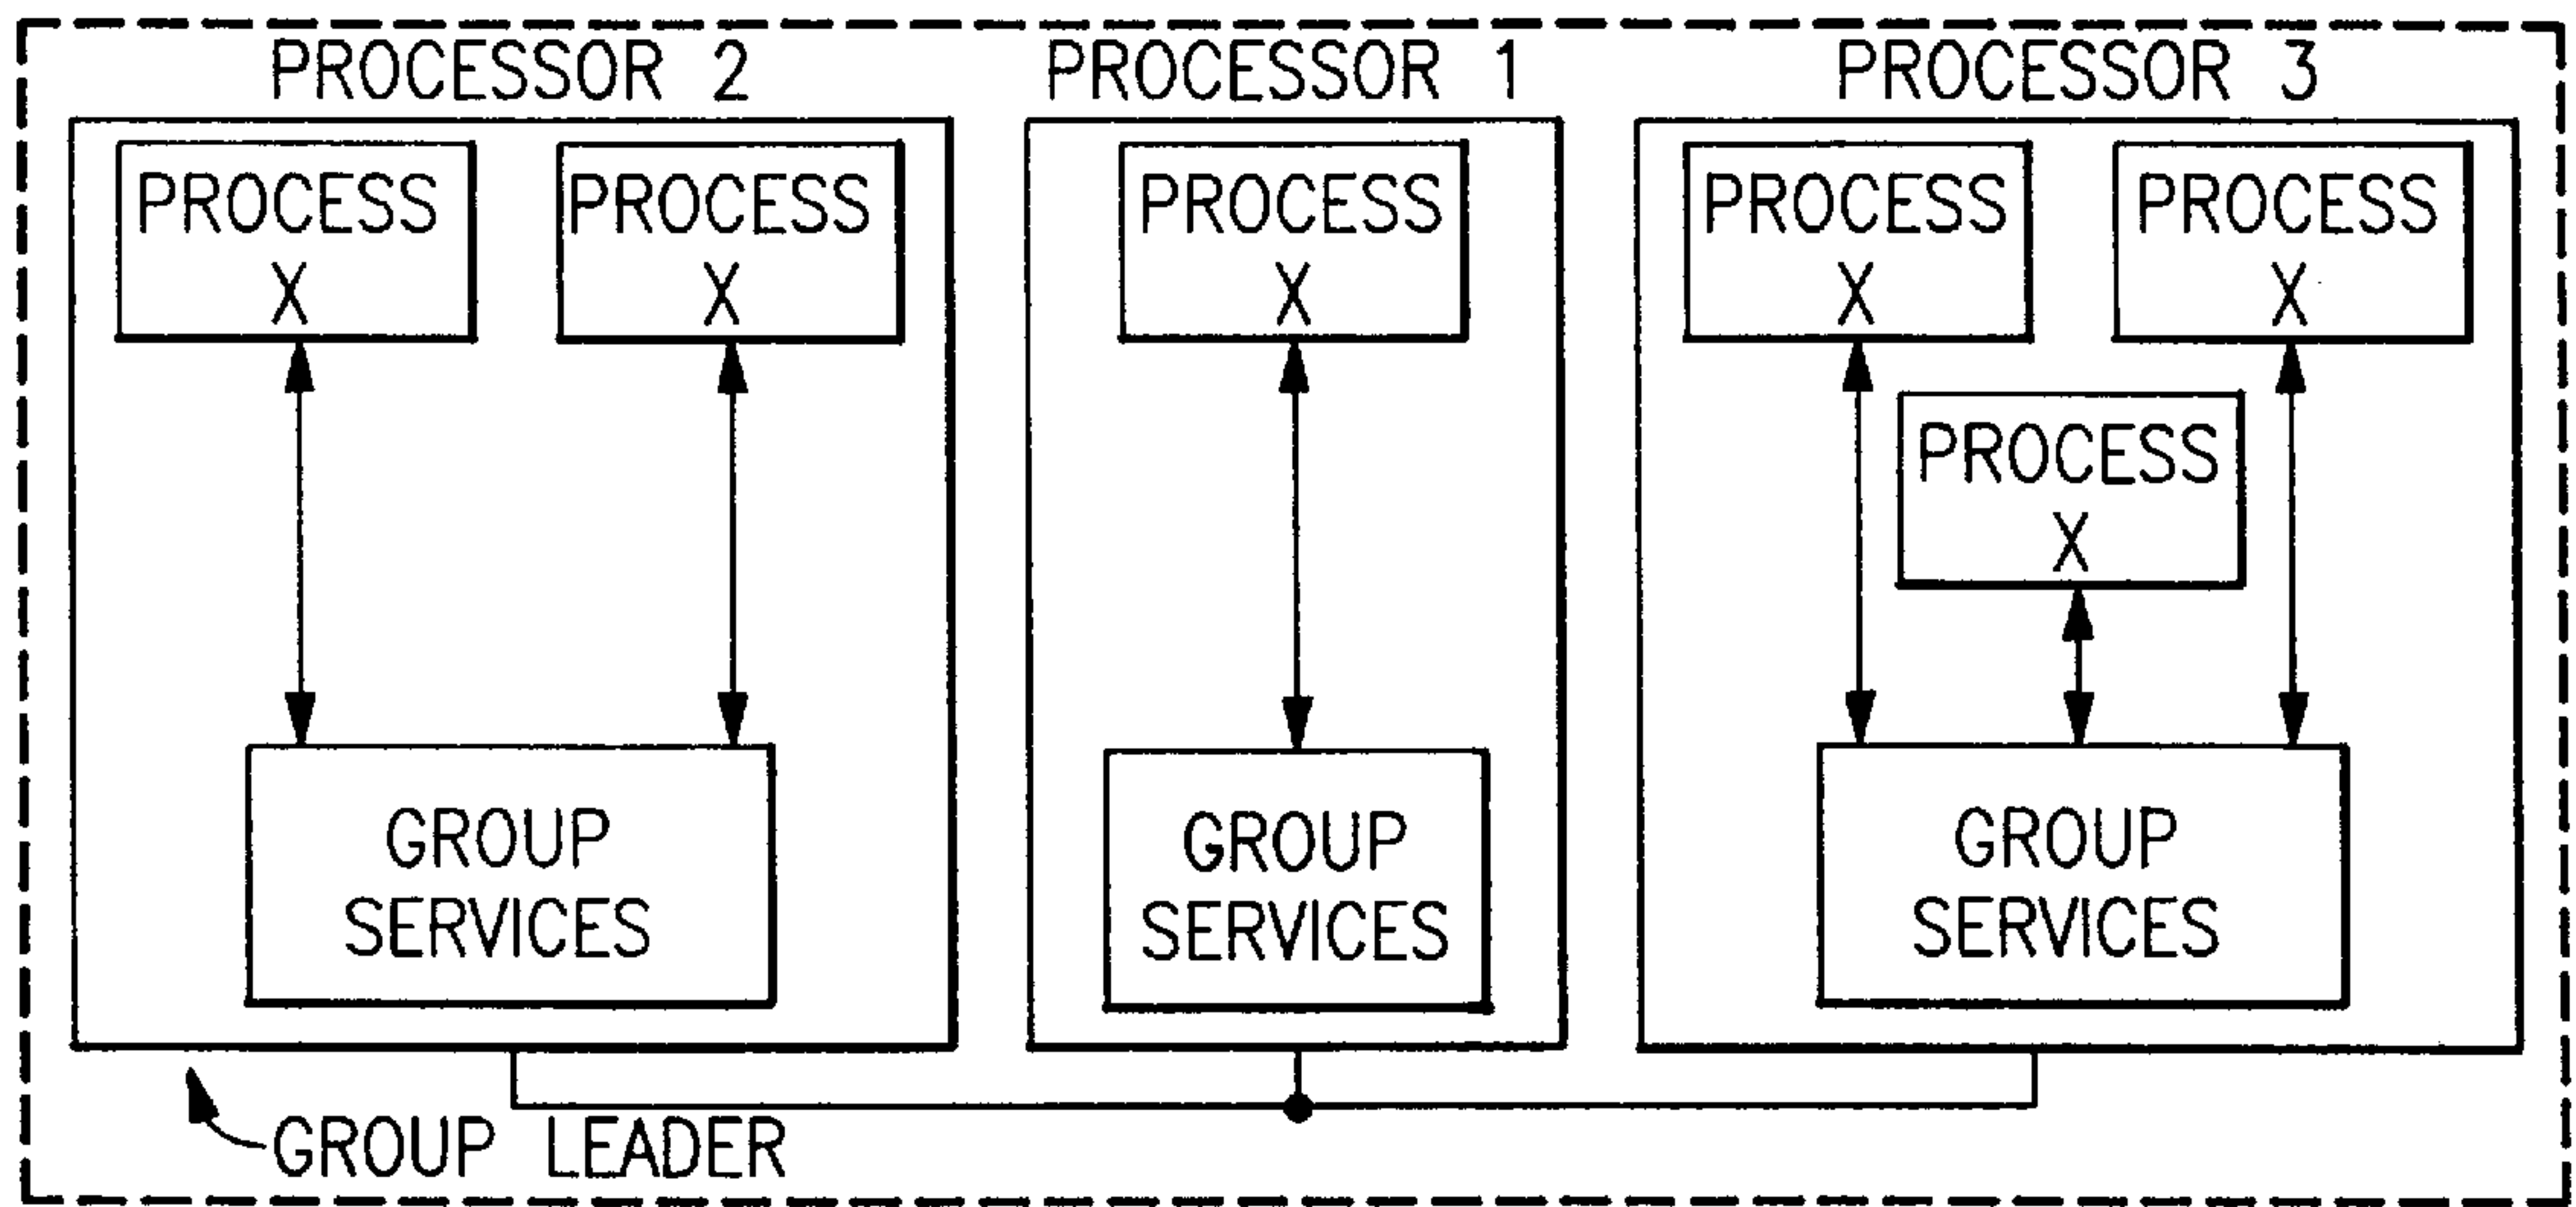 PROCESSOR 2
PROCESSOR 1
PROCESSOR 3
PROCESS
X
PROCESS
X
PROCESS
X
PROCESS
X
PROCESS
X
PROCESS
X
GROUP
SERVICES
GROUP
SERVICES
GROUP
SERVICES
GROUP LEADER